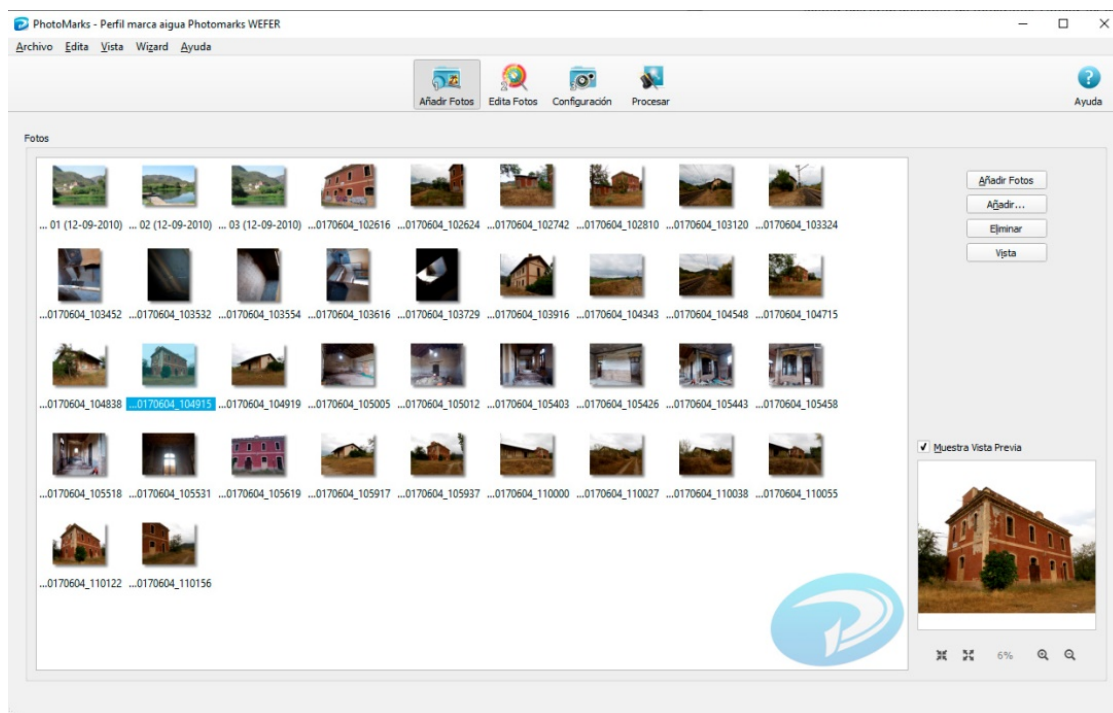 PhotoMarks - Perfil marca aigua Photomarks WEFER
Archivo Edita Vista Wizard Ayuda
Añadir Fotos Edita Fotos Configuración Procesar Ayuda
Fotos
... 01 (12-09-2010) ... 02 (12-09-2010) ... 03 (12-09-2010) ...0170604_102616 ...0170604_102624 ...0170604_102742 ...0170604_102810 ...0170604_103120 ...0170604_103324
Añadir Fotos
Añadir...
Eliminar
Vista
...0170604_103452 ...0170604_103532 ...0170604_103554 ...0170604_103616 ...0170604_103729 ...0170604_103916 ...0170604_104343 ...0170604_104548 ...0170604_104715
...0170604_104838 ...0170604_104915 ...0170604_104919 ...0170604_105005 ...0170604_105012 ...0170604_105403 ...0170604_105426 ...0170604_105443 ...0170604_105458
...0170604_105518 ...0170604_105531 ...0170604_105619 ...0170604_105917 ...0170604_105937 ...0170604_110000 ...0170604_110027 ...0170604_110038 ...0170604_110055
...0170604_110122 ...0170604_110156
Muestra Vista Previa
6%